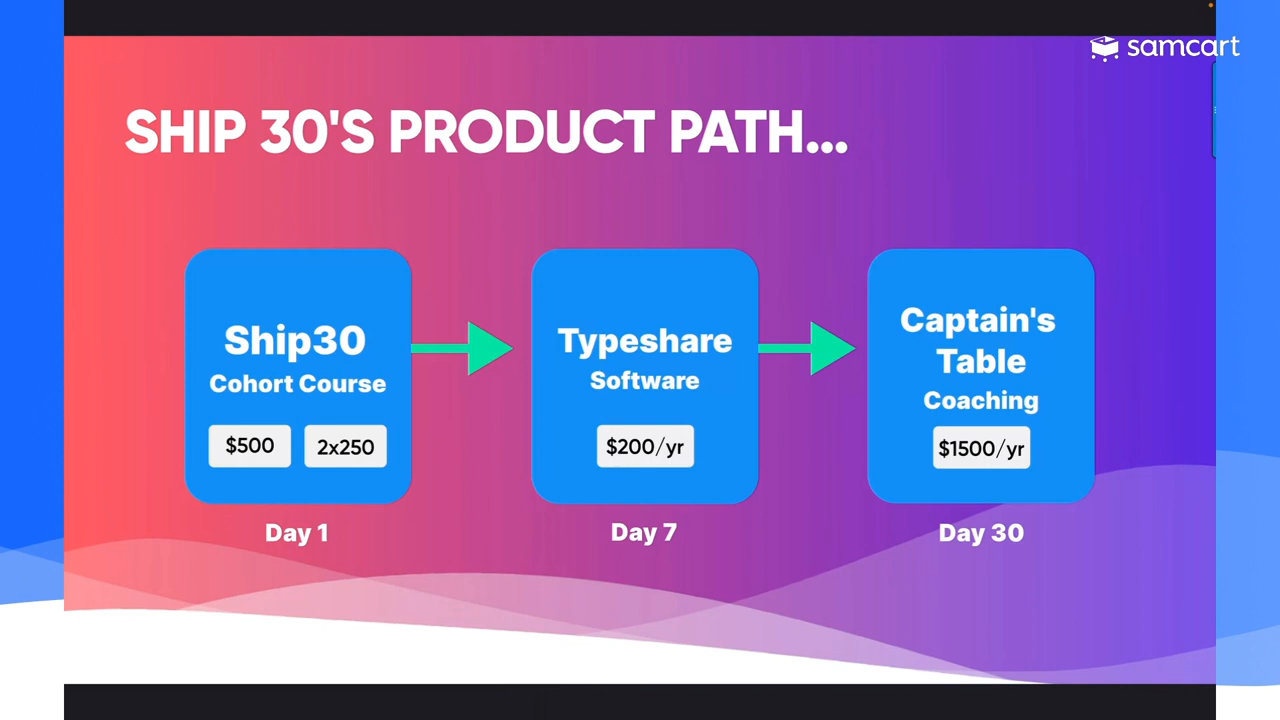 samcart
SHIP 30'S PRODUCT PATH...
Ship30
Cohort Course
$500 2x250
Day 1
Typeshare
Software
$200/yr
Day 7
Captain's
Table
Coaching
$1500/yr
Day 30